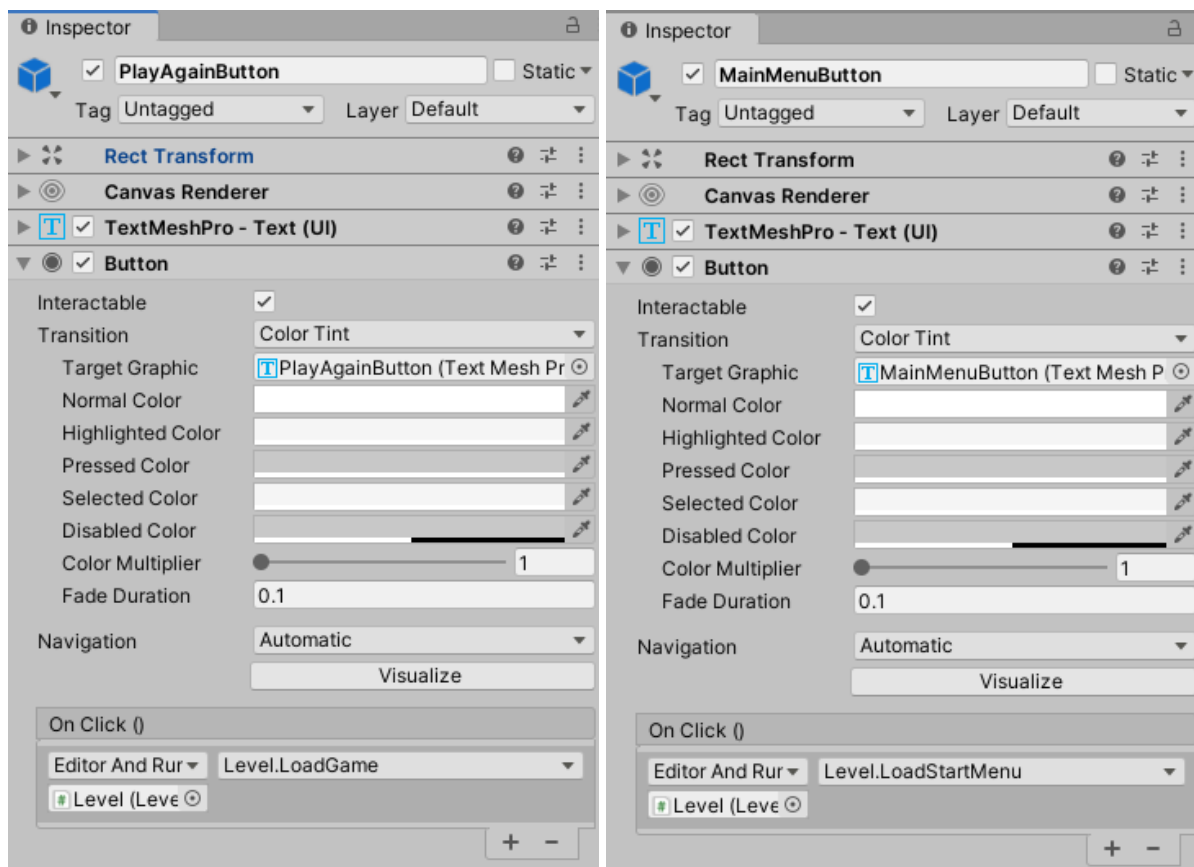 Inspector
PlayAgainButton Static
Tag Untagged Layer Default
Rect Transform
Canvas Renderer
T TextMeshPro - Text (UI)
Button
Interactable
Transition Color Tint
Target Graphic T PlayAgainButton (Text Mesh Pr
Normal Color
Highlighted Color
Pressed Color
Selected Color
Disabled Color
Color Multiplier 1
Fade Duration 0.1
Navigation Automatic
Visualize
On Click ()
Editor And Rur Level.LoadGame
# Level (Leve
+ −
Inspector
MainMenuButton Static
Tag Untagged Layer Default
Rect Transform
Canvas Renderer
T TextMeshPro - Text (UI)
Button
Interactable
Transition Color Tint
Target Graphic T MainMenuButton (Text Mesh P
Normal Color
Highlighted Color
Pressed Color
Selected Color
Disabled Color
Color Multiplier 1
Fade Duration 0.1
Navigation Automatic
Visualize
On Click ()
Editor And Rur Level.LoadStartMenu
# Level (Leve
+ −